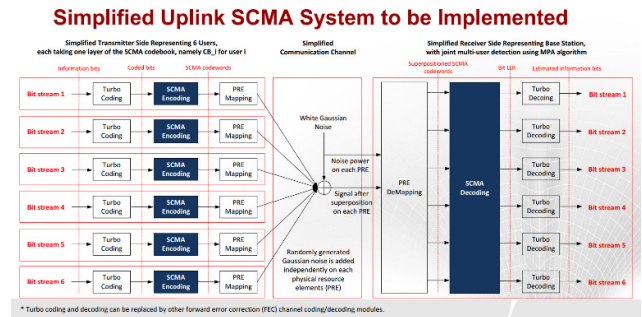 Simplified Uplink SCMA System to be Implemented
Simplified Transmitter Side Representing 6 Users,
each taking one layer of the SCMA codebook, namely CB_i for user i
Simplified
Communication Channel
Simplified Receiver Side Representing Base Station,
with joint multi-user detection using MPA algorithm
Information bits
Coded bits
SCMA codewords
Superpositioned SCMA
codewords
Bit LLR
Estimated information bits
Bit stream 1
Turbo
Coding
SCMA
Encoding
PRE
Mapping
Turbo
Decoing
Bit stream 1
Bit stream 2
Turbo
Coding
SCMA
Encoding
PRE
Mapping
White Gaussian
Noise
Turbo
Decoding
Bit stream 2
Bit stream 3
Turbo
Coding
SCMA
Encoding
PRE
Mapping
Noise power
on each PRE
Turbo
Decoding
Bit stream 3
PRE
DeMapping
SCMA
Decoding
Bit stream 4
Turbo
Coding
SCMA
Encoding
PRE
Mapping
Signal after
superposition
on each PRE
Turbo
Decoding
Bit stream 4
Bit stream 5
Turbo
Coding
SCMA
Encoding
PRE
Mapping
Turbo
Decoding
Bit stream 5
Randomly generated
Gaussian noise is added
independently on each
physical resource
elements (PRE)
Bit stream 6
Turbo
Coding
SCMA
Encoding
PRE
Mapping
Turbo
Decoding
Bit stream 6
* Turbo coding and decoding can be replaced by other forward error correction (FEC) channel coding/decoding modules.